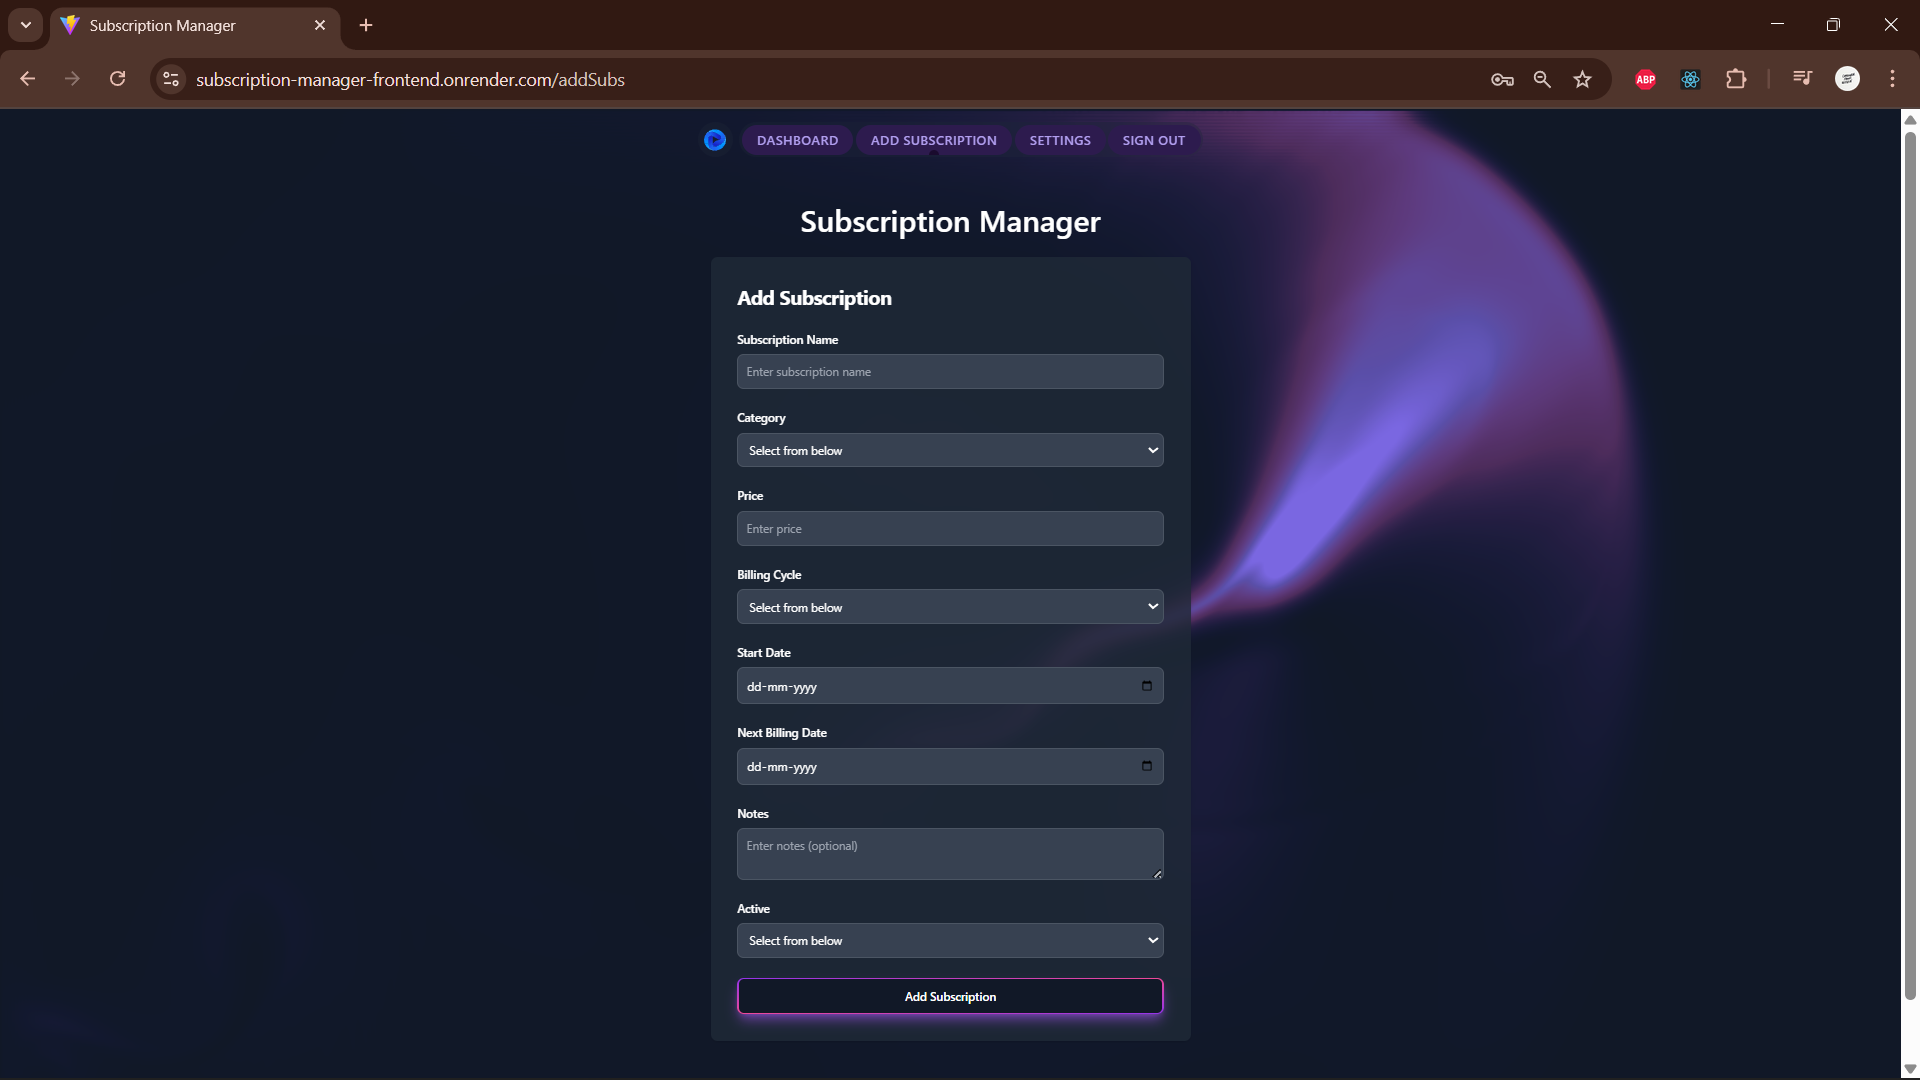 Subscription Manager
subscription-manager-frontend.onrender.com/addSubs
ABP
DASHBOARD
ADD SUBSCRIPTION
SETTINGS
SIGN OUT
Subscription Manager
Add Subscription
Subscription Name
Enter subscription name
Category
Select from below
Price
Enter price
Billing Cycle
Select from below
Start Date
dd-mm-yyyy
Next Billing Date
dd-mm-yyyy
Notes
Enter notes (optional)
Active
Select from below
Add Subscription